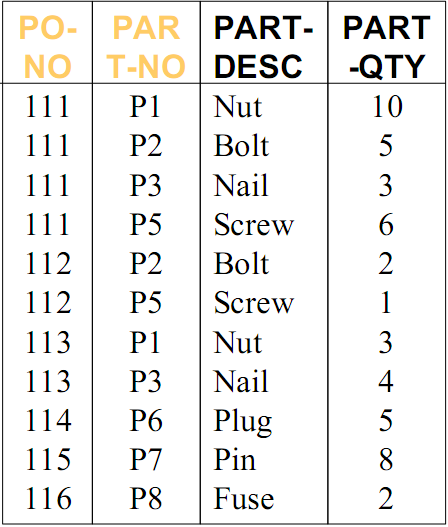 PO- PAR PART- PART
NO T-NO DESC -QTY
111 P1 Nut 10
111 P2 Bolt 5
111 P3 Nail 3
111 P5 Screw 6
112 P2 Bolt 2
112 P5 Screw 1
113 P1 Nut 3
113 P3 Nail 4
114 P6 Plug 5
115 P7 Pin 8
116 P8 Fuse 2